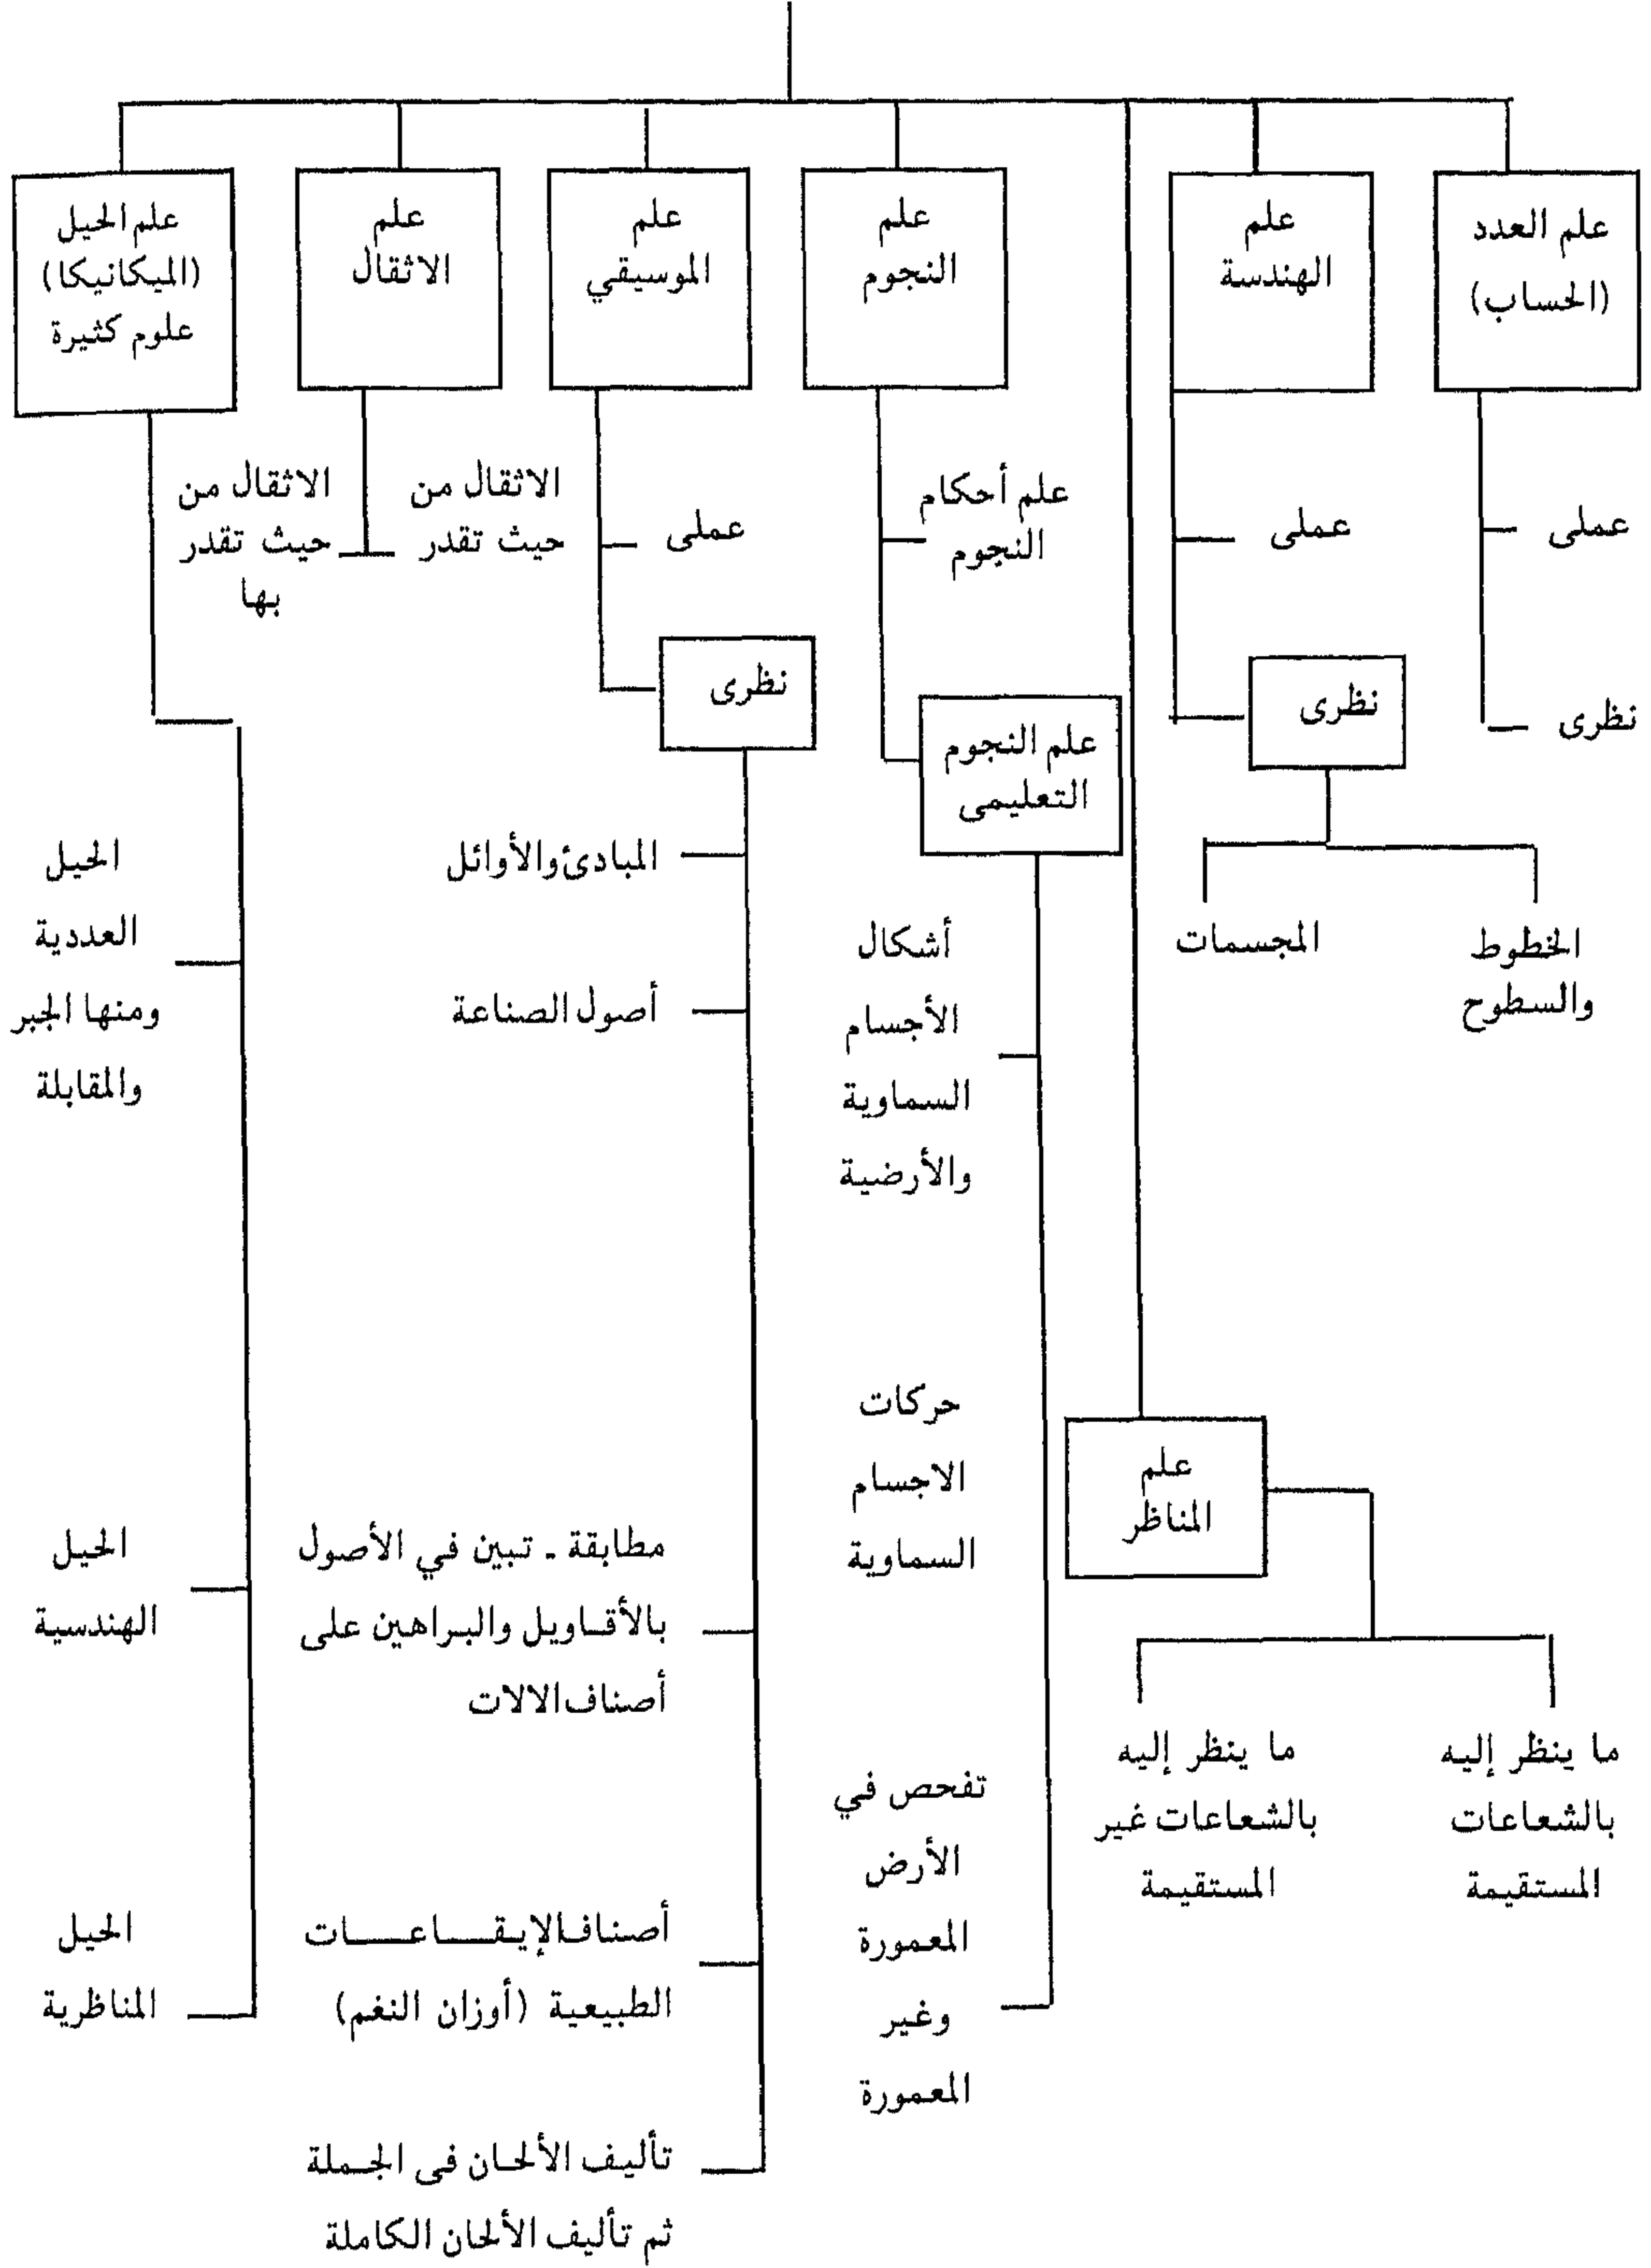 علم العدد
(الحساب)
علم
الهندسة
علم
النجوم
علم
الموسيقي
علم
الاثقال
علم الحيل
(الميكانيكا)
علوم كثيرة
عملى
نظرى
عملى
نظرى
الخطوط
والسطوح
المجسمات
علم
المناظر
ما ينظر إليه
بالشعاعات
المستقيمة
ما ينظر إليه
بالشعاعات غير
المستقيمة
علم أحكام
النجوم
علم النجوم
التعليمى
أشكال
الأجسام
السماوية
والأرضية
حركات
الاجسام
السماوية
تفحص في
الأرض
المعمورة
وغير
المعمورة
عملى
نظرى
المبادئ والأوائل
أصول الصناعة
مطابقة - تبين في الأصول
بالأقاويل والبراهين على
أصناف الالات
أصناف الإيقاعات
الطبيعية (أوزان النغم)
تأليف الألحان فى الجملة
ثم تأليف الألحان الكاملة
الاثقال من
حيث تقدر
الاثقال من
حيث تقدر
بها
الحيل
العددية
ومنها الجبر
والمقابلة
الحيل
الهندسية
الحيل
المناظرية